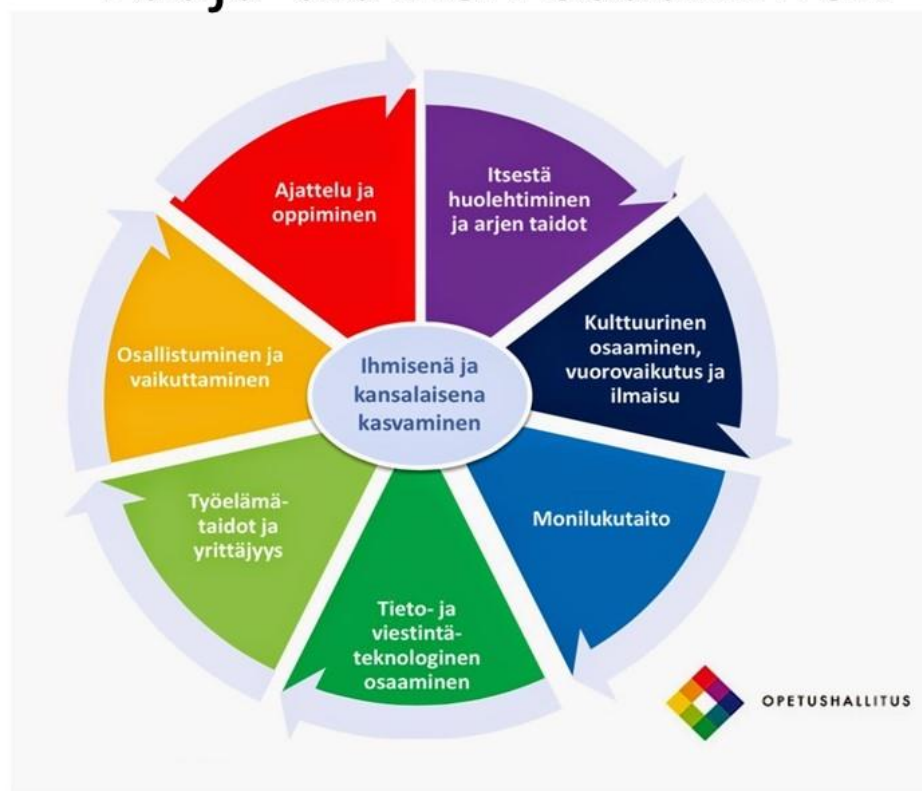 Ajattelu ja
oppiminen
Itsestä
huolehtiminen
ja arjen taidot
Kulttuurinen
osaaminen,
vuorovaikutus ja
ilmaisu
Monilukutaito
Tieto- ja
viestintä-
teknologinen
osaaminen
Työelämä-
taidot ja
yrittäjyys
Osallistuminen ja
vaikuttaminen
Ihmisenä ja
kansalaisena
kasvaminen
OPETUSHALLITUS